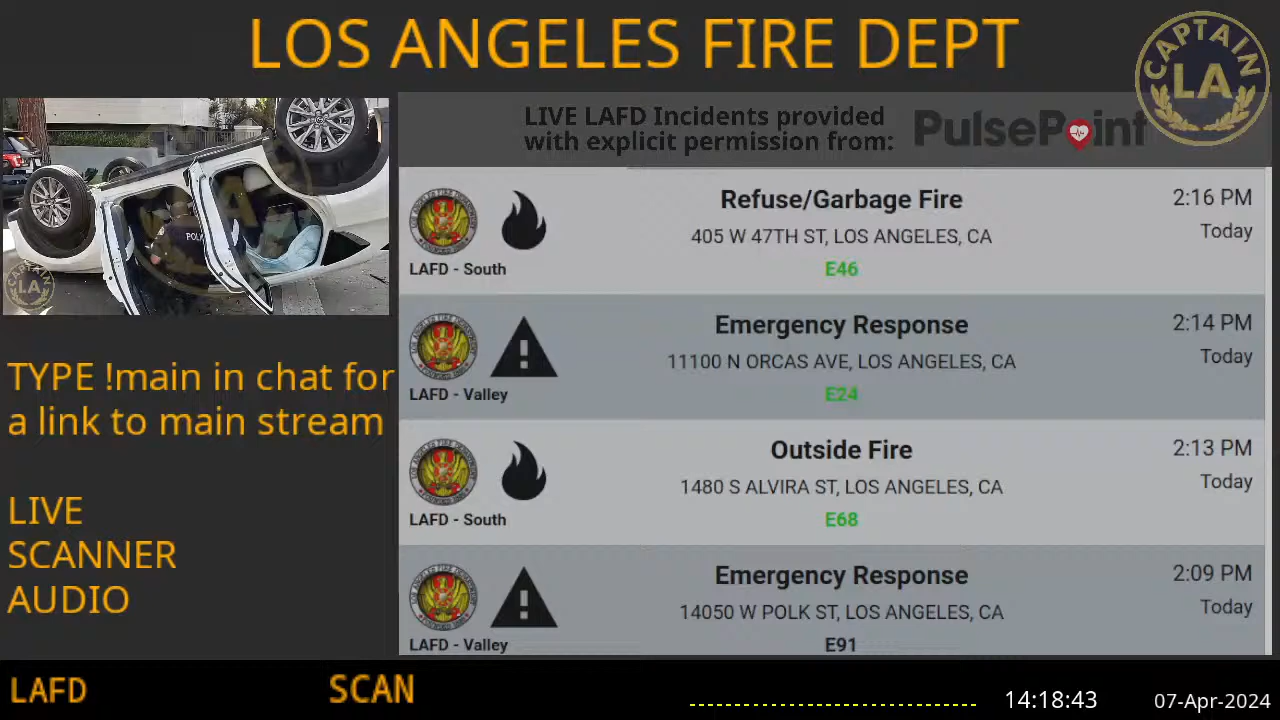 LOS ANGELES FIRE DEPT
CAPTAIN
LA
LIVE LAFD Incidents provided
with explicit permission from:
PulsePoint
Refuse/Garbage Fire
2:16 PM
405 W 47TH ST, LOS ANGELES, CA
Today
LAFD - South
E46
Emergency Response
2:14 PM
11100 N ORCAS AVE, LOS ANGELES, CA
Today
LAFD - Valley
E24
Outside Fire
2:13 PM
1480 S ALVIRA ST, LOS ANGELES, CA
Today
LAFD - South
E68
Emergency Response
2:09 PM
14050 W POLK ST, LOS ANGELES, CA
Today
LAFD - Valley
E91
CAPTAIN
LA
TYPE !main in chat for
a link to main stream
LIVE
SCANNER
AUDIO
LAFD
SCAN
14:18:43
07-Apr-2024